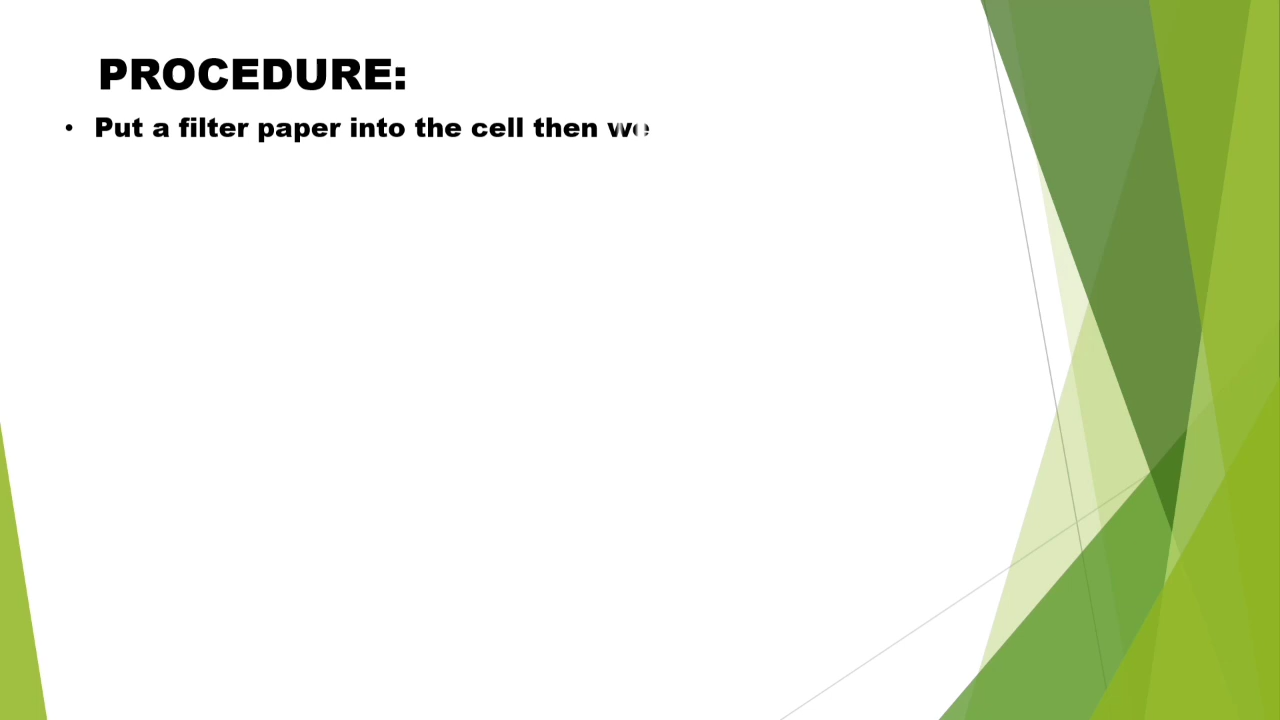 PROCEDURE:
• Put a filter paper into the cell then we